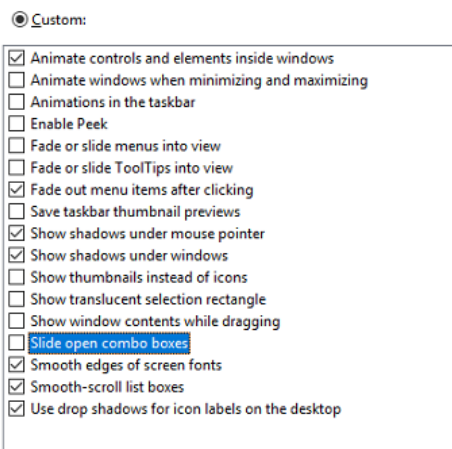 Custom:
Animate controls and elements inside windows
Animate windows when minimizing and maximizing
Animations in the taskbar
Enable Peek
Fade or slide menus into view
Fade or slide ToolTips into view
Fade out menu items after clicking
Save taskbar thumbnail previews
Show shadows under mouse pointer
Show shadows under windows
Show thumbnails instead of icons
Show translucent selection rectangle
Show window contents while dragging
Slide open combo boxes
Smooth edges of screen fonts
Smooth-scroll list boxes
Use drop shadows for icon labels on the desktop